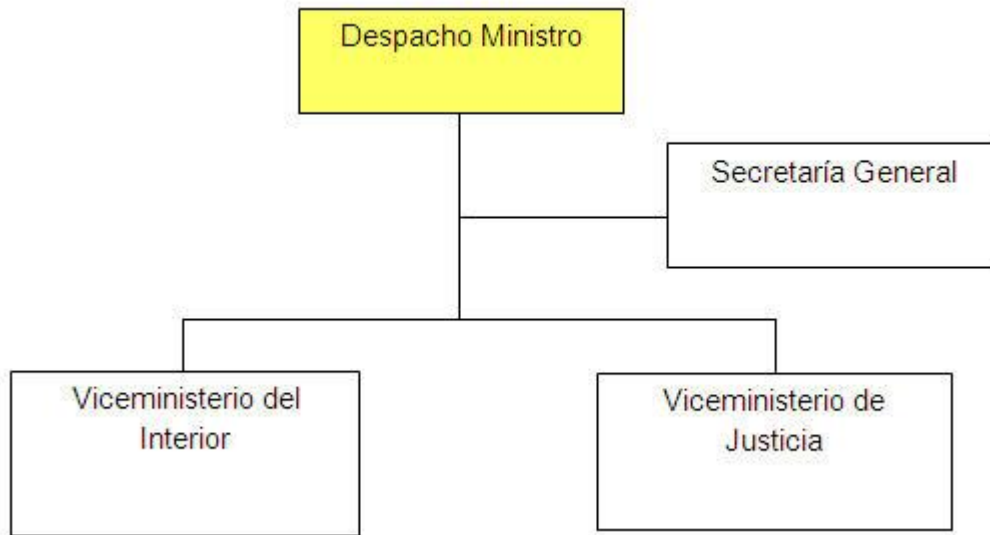 Despacho Ministro
Secretaría General
Viceministerio del
Interior
Viceministerio de
Justicia